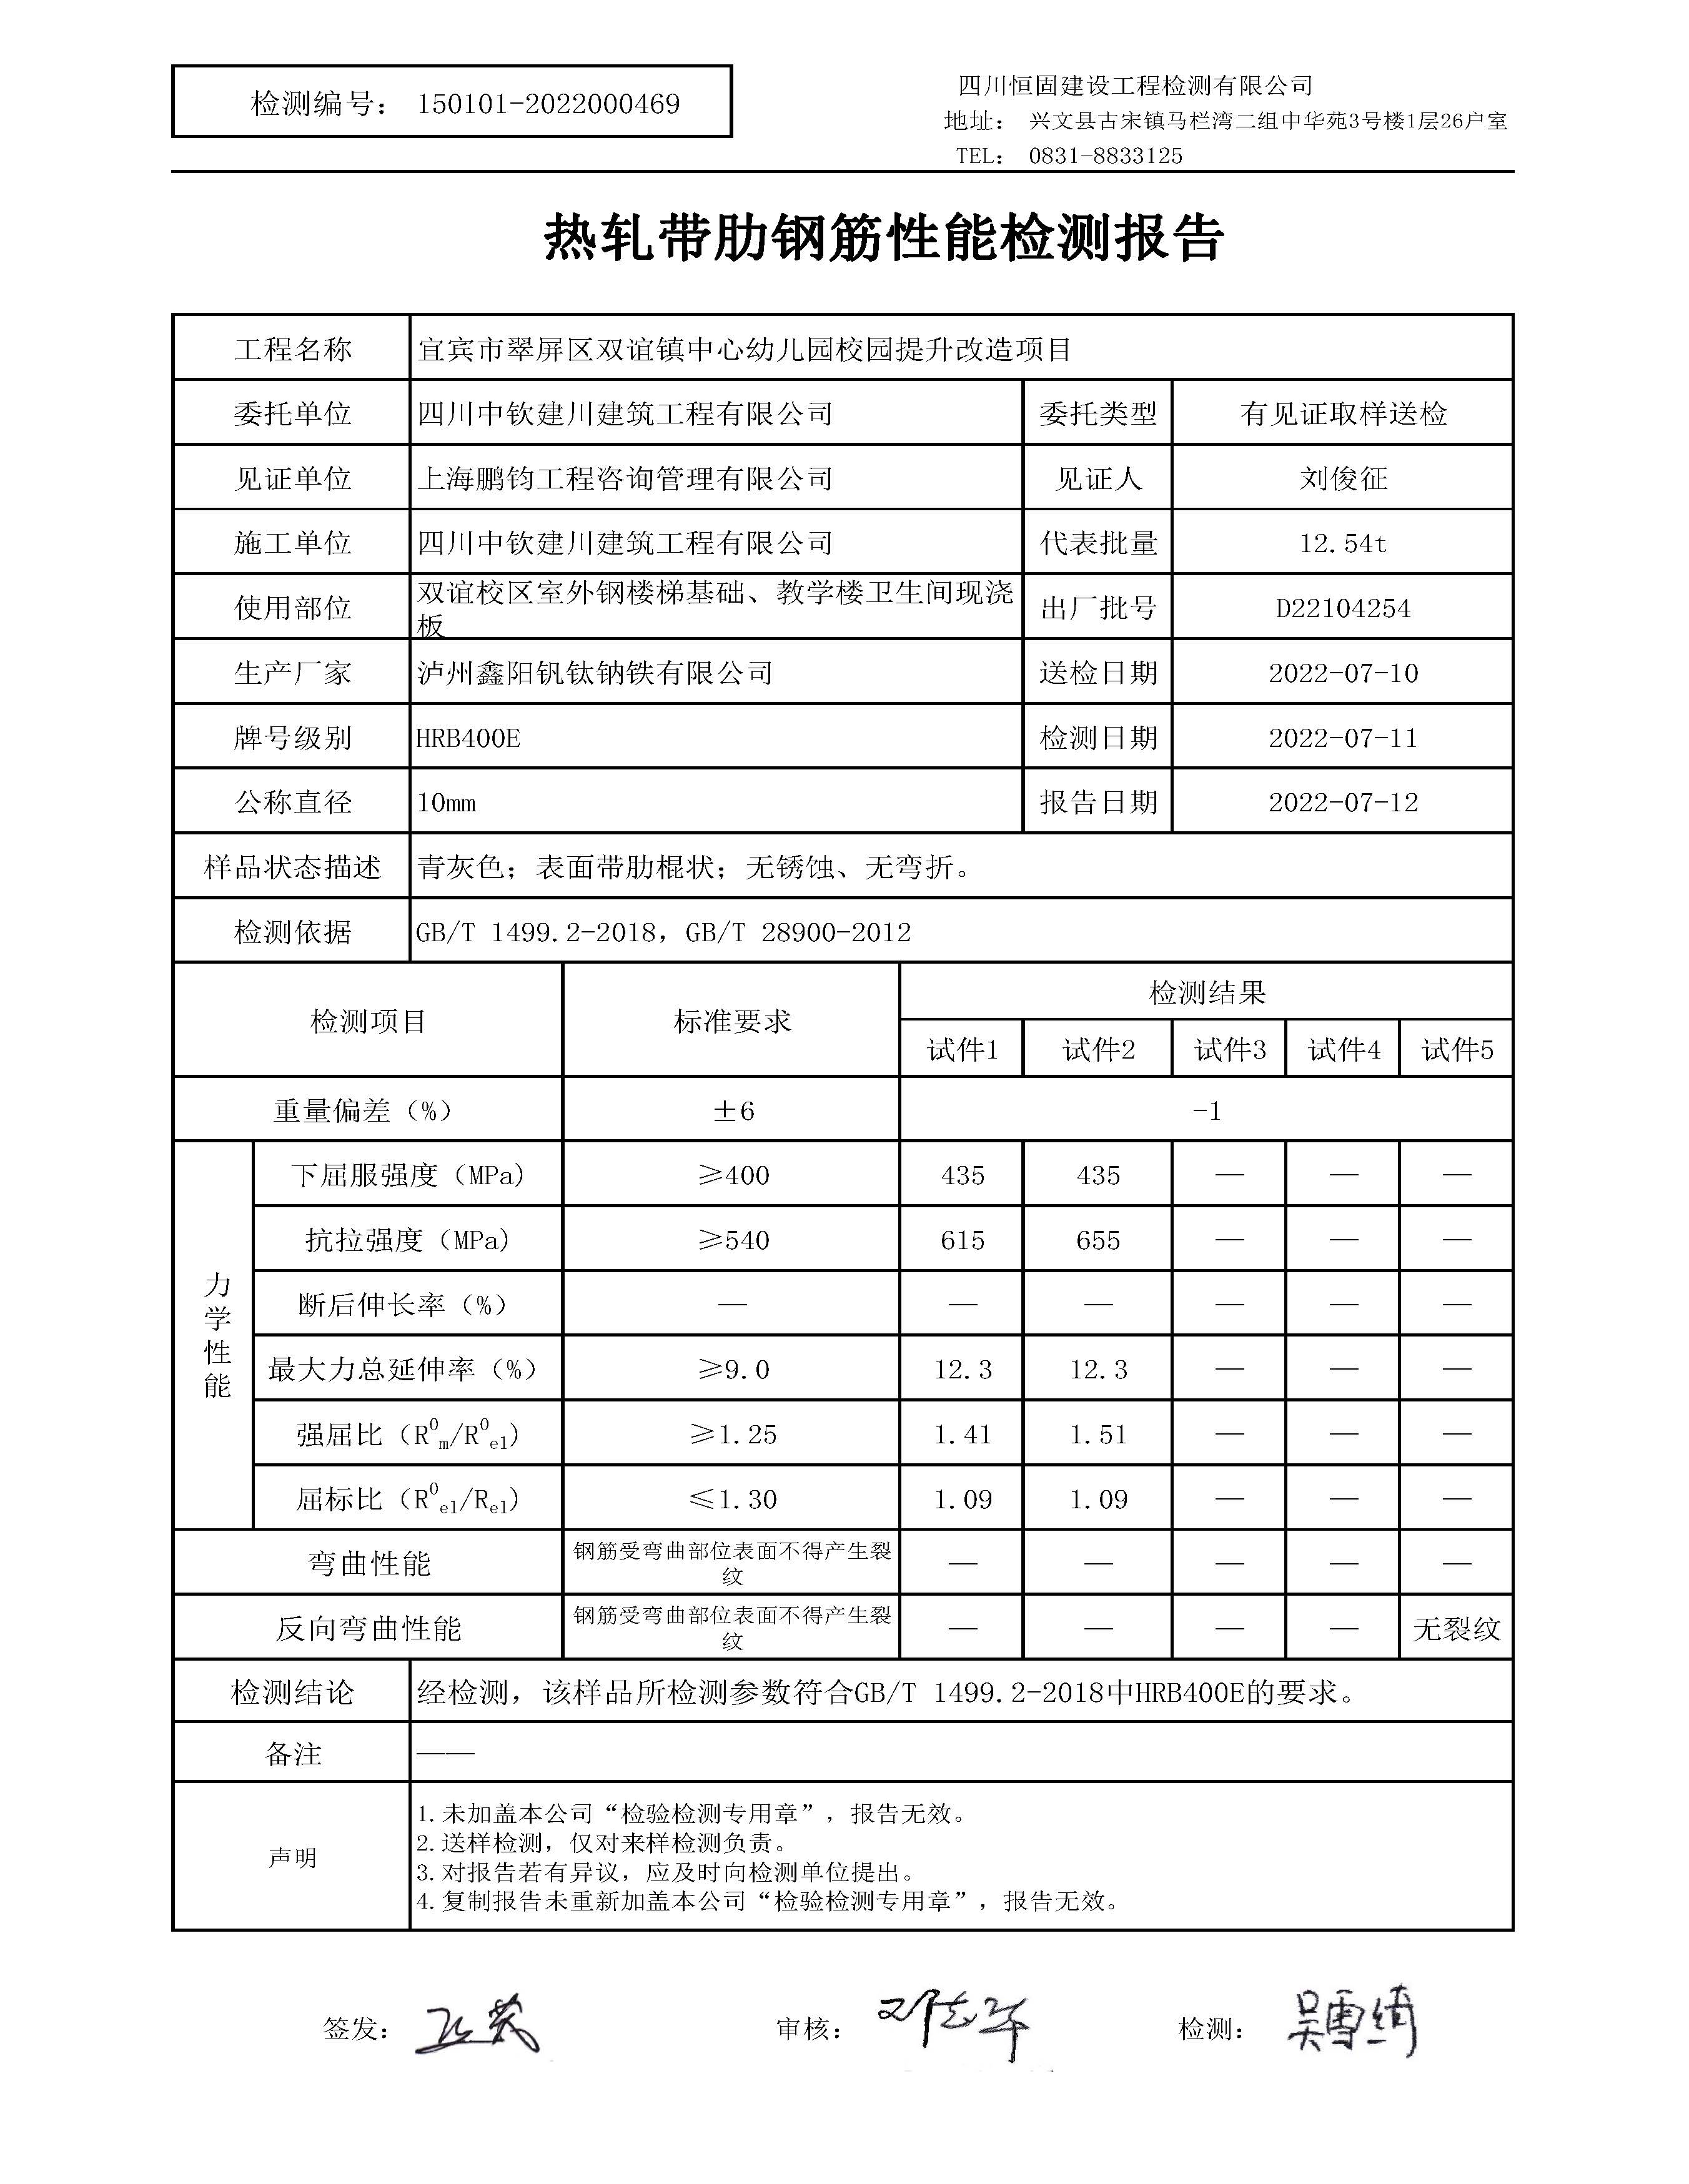 检测编号： 150101-2022000469
四川恒固建设工程检测有限公司
地址： 兴文县古宋镇马栏湾二组中华苑3号楼1层26户室
TEL： 0831-8833125
热轧带肋钢筋性能检测报告
工程名称 宜宾市翠屏区双谊镇中心幼儿园校园提升改造项目
委托单位 四川中钦建川建筑工程有限公司 委托类型 有见证取样送检
见证单位 上海鹏钧工程咨询管理有限公司 见证人 刘俊征
施工单位 四川中钦建川建筑工程有限公司 代表批量 12.54t
使用部位 双谊校区室外钢楼梯基础、教学楼卫生间现浇
板 出厂批号 D22104254
生产厂家 泸州鑫阳钒钛钠铁有限公司 送检日期 2022-07-10
牌号级别 HRB400E 检测日期 2022-07-11
公称直径 10mm 报告日期 2022-07-12
样品状态描述 青灰色；表面带肋棍状；无锈蚀、无弯折。
检测依据 GB/T 1499.2-2018，GB/T 28900-2012
检测项目 标准要求 检测结果
试件1 试件2 试件3 试件4 试件5
重量偏差（%） ±6 -1
力学性能
下屈服强度（MPa） ≥400 435 435 — — —
抗拉强度（MPa） ≥540 615 655 — — —
断后伸长率（%） — — — — — —
最大力总延伸率（%） ≥9.0 12.3 12.3 — — —
强屈比（R⁰m/R⁰el） ≥1.25 1.41 1.51 — — —
屈标比（R⁰el/Rel） ≤1.30 1.09 1.09 — — —
弯曲性能 钢筋受弯曲部位表面不得产生裂
纹 — — — — —
反向弯曲性能 钢筋受弯曲部位表面不得产生裂
纹 — — — — 无裂纹
检测结论 经检测，该样品所检测参数符合GB/T 1499.2-2018中HRB400E的要求。
备注 ——
声明
1.未加盖本公司“检验检测专用章”，报告无效。
2.送样检测，仅对来样检测负责。
3.对报告若有异议，应及时向检测单位提出。
4.复制报告未重新加盖本公司“检验检测专用章”，报告无效。
签发： 审核： 检测： 吴雪绮